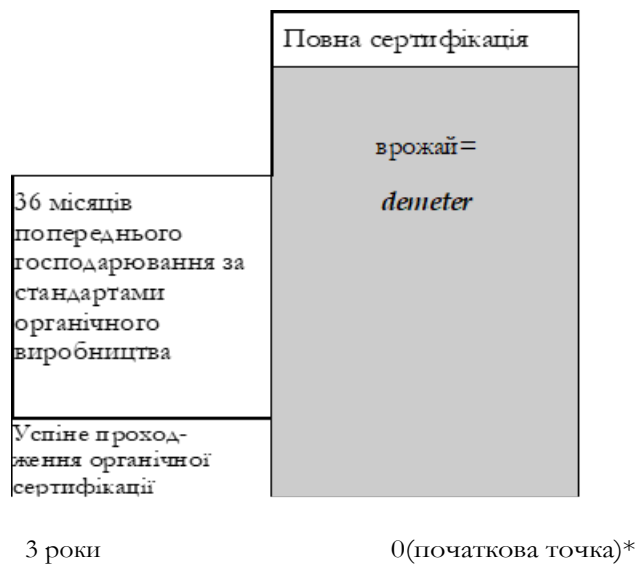 Повна сертифікація
врожай=
demeter
36 місяців
попереднього
господарювання за
стандартами
органічного
виробництва
Успіне проход-
ження органічної
сертифікації
3 роки
0(початкова точка)*